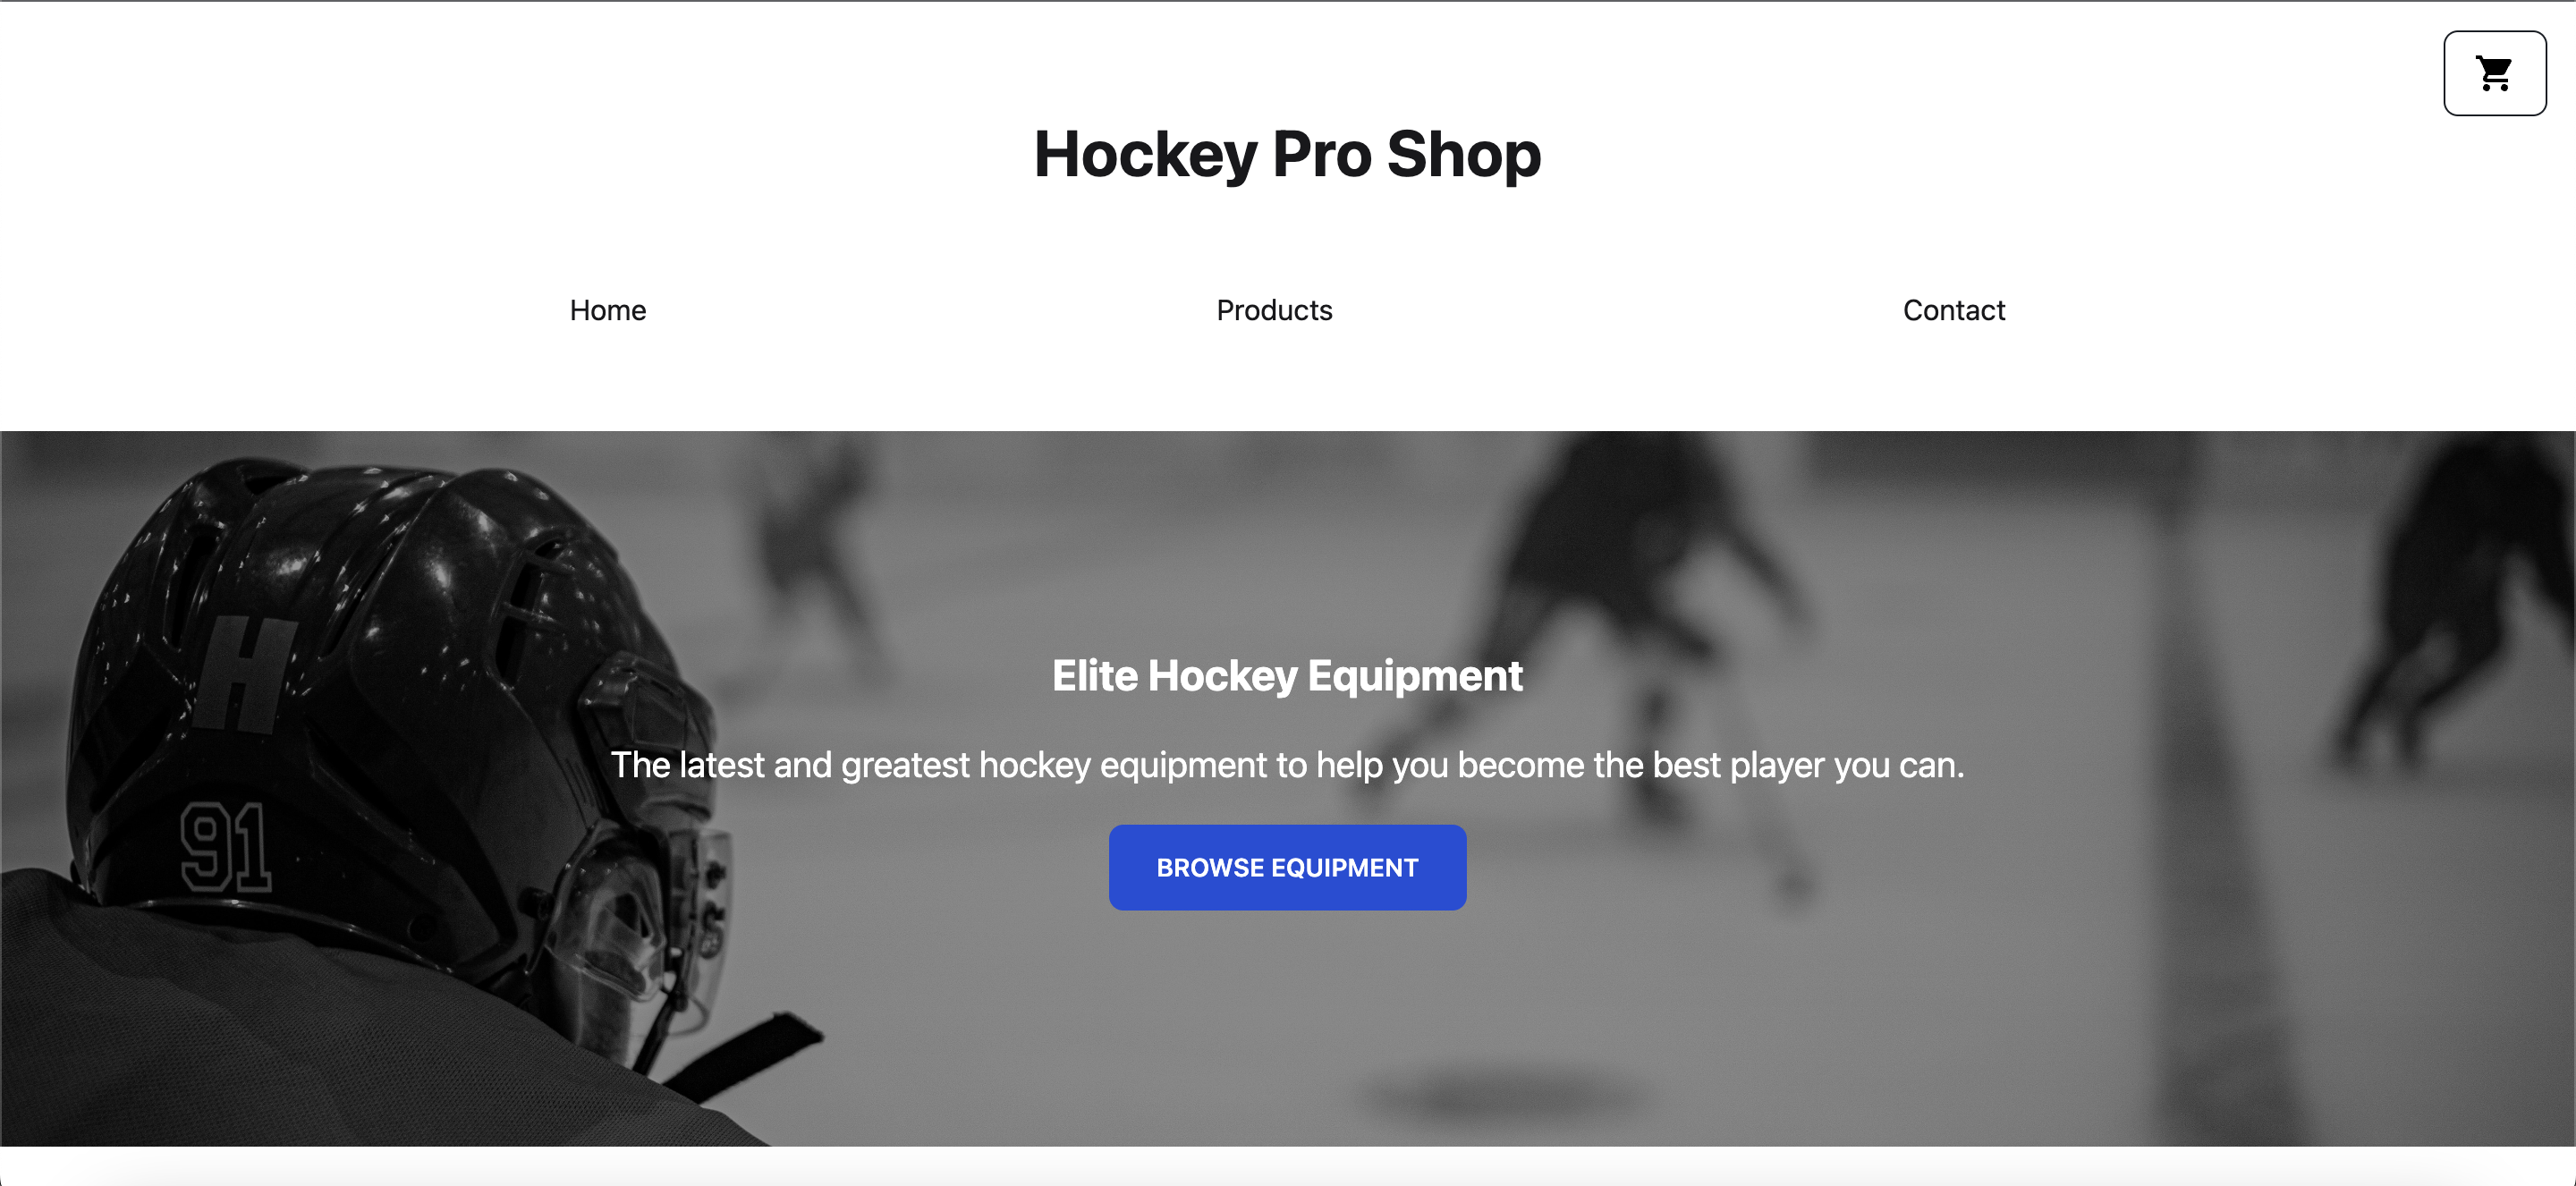 Hockey Pro Shop
Home Products Contact
Elite Hockey Equipment
The latest and greatest hockey equipment to help you become the best player you can.
BROWSE EQUIPMENT
H
91